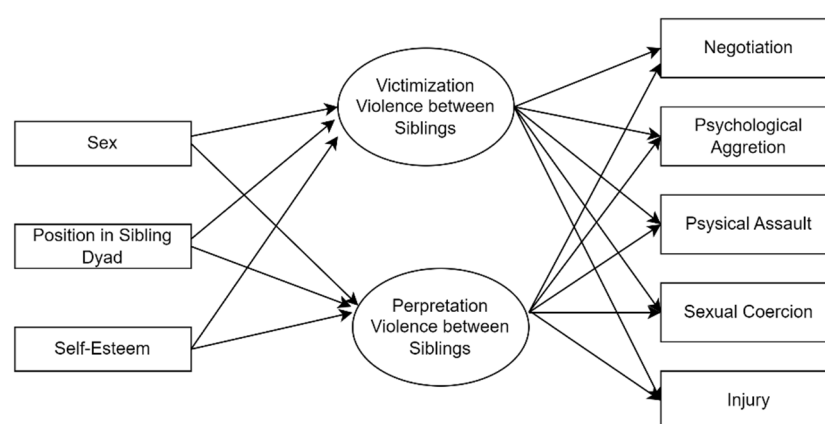 Sex
Position in Sibling
Dyad
Self-Esteem
Victimization
Violence between
Siblings
Perpretation
Violence between
Siblings
Negotiation
Psychological
Aggretion
Psysical Assault
Sexual Coercion
Injury